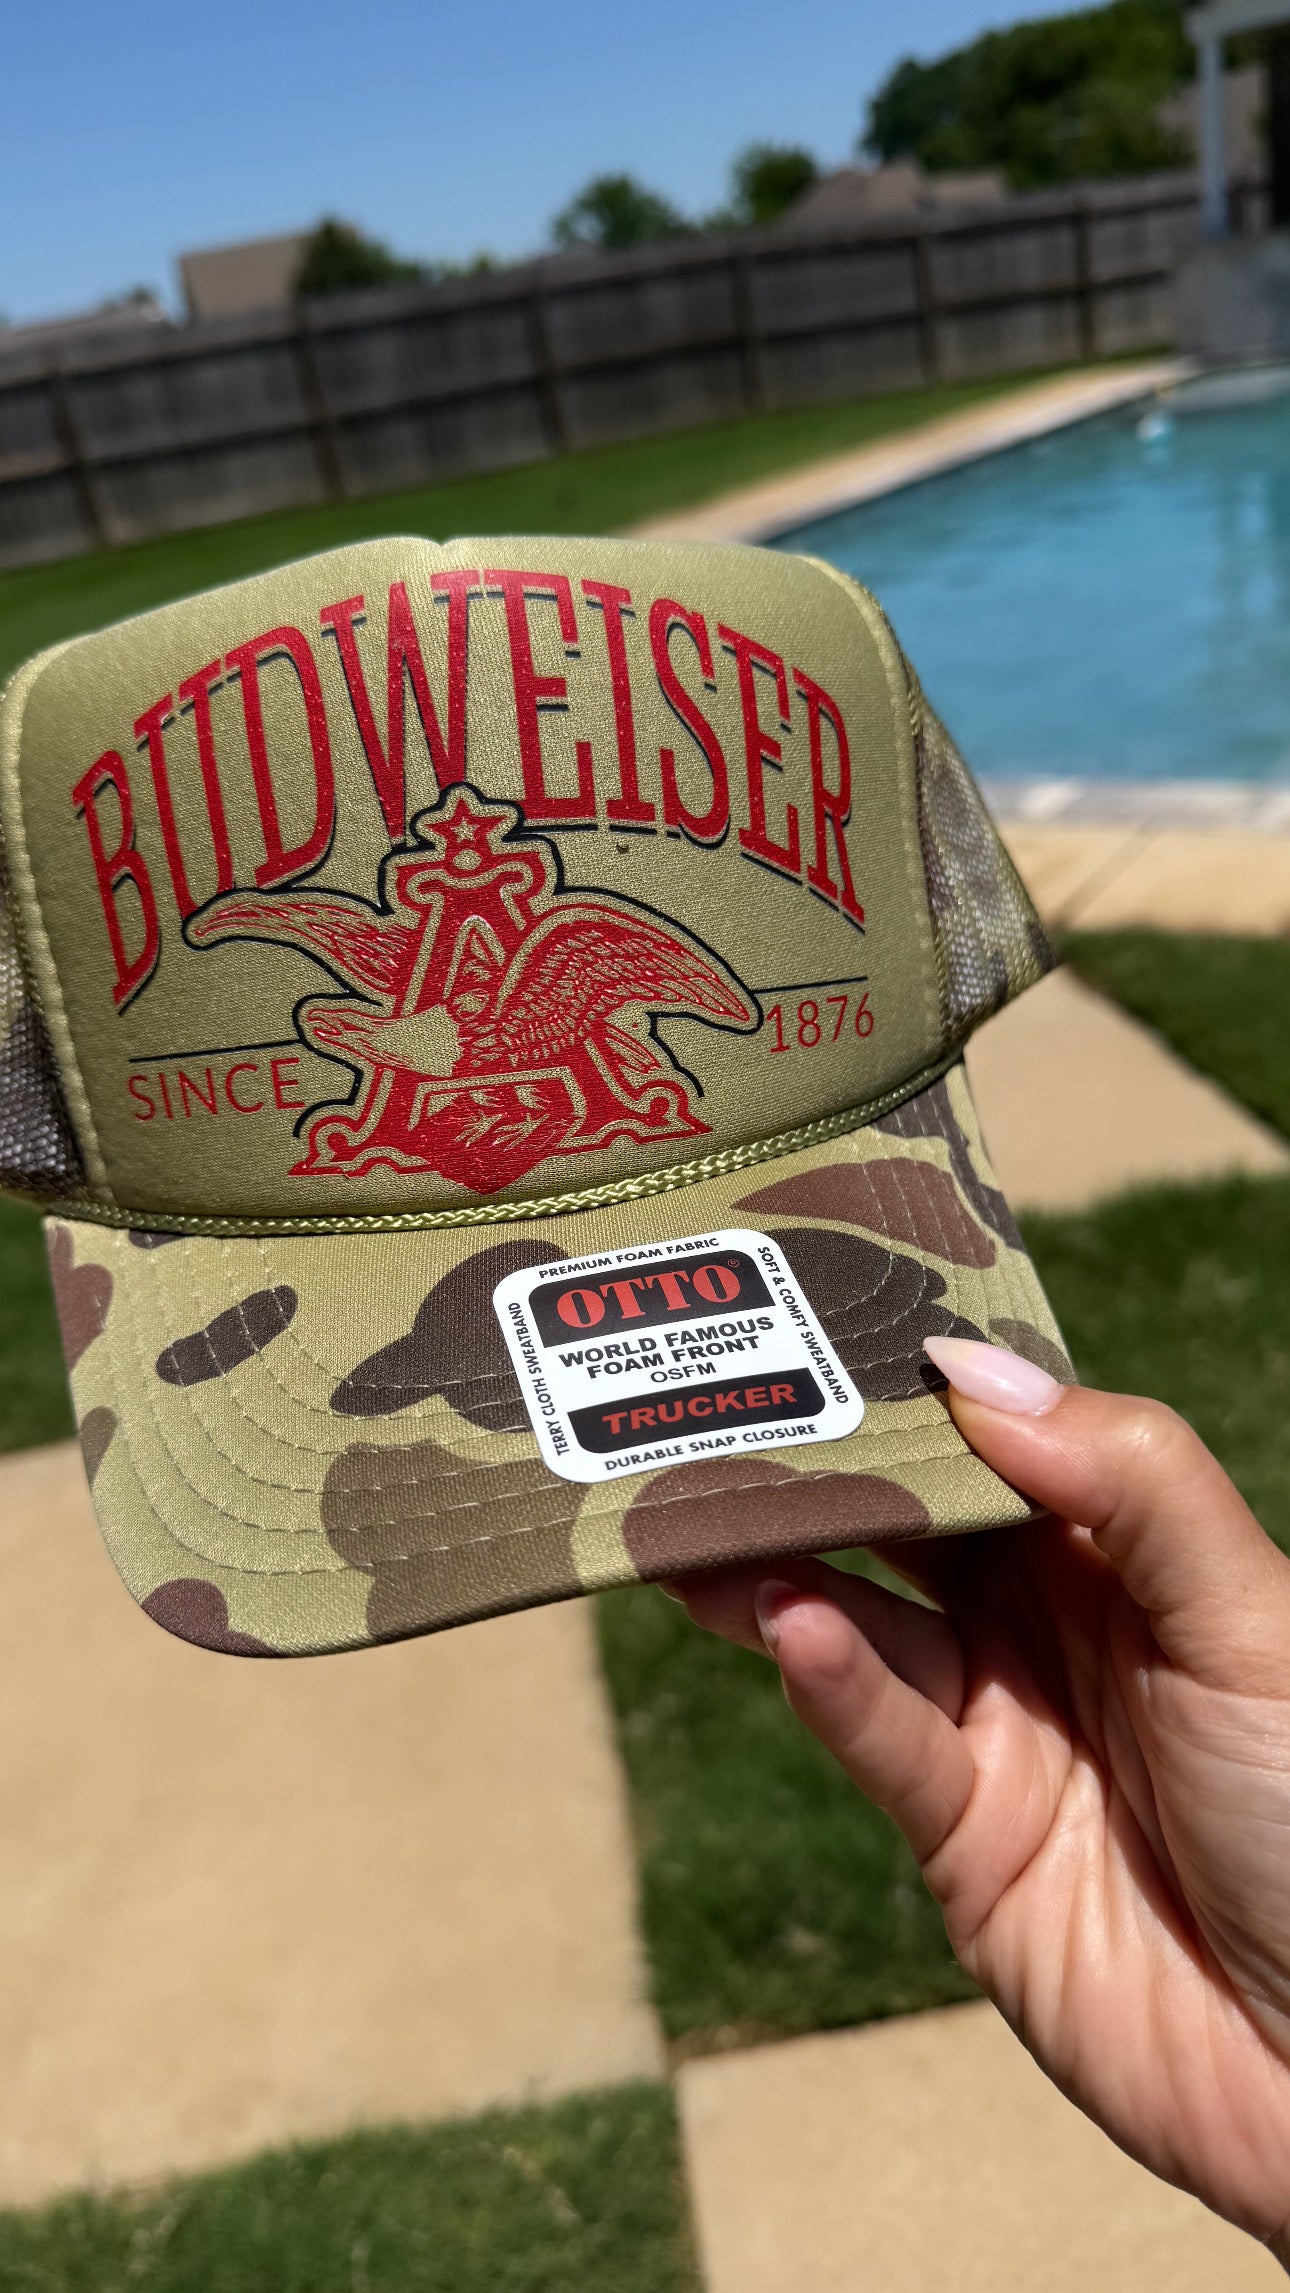 BUDWEISER
A
SINCE 1876
PREMIUM FOAM FABRIC
OTTO®
WORLD FAMOUS
FOAM FRONT
OSFM
TRUCKER
DURABLE SNAP CLOSURE
TERRY CLOTH SWEATBAND
SOFT & COMFY SWEATBAND